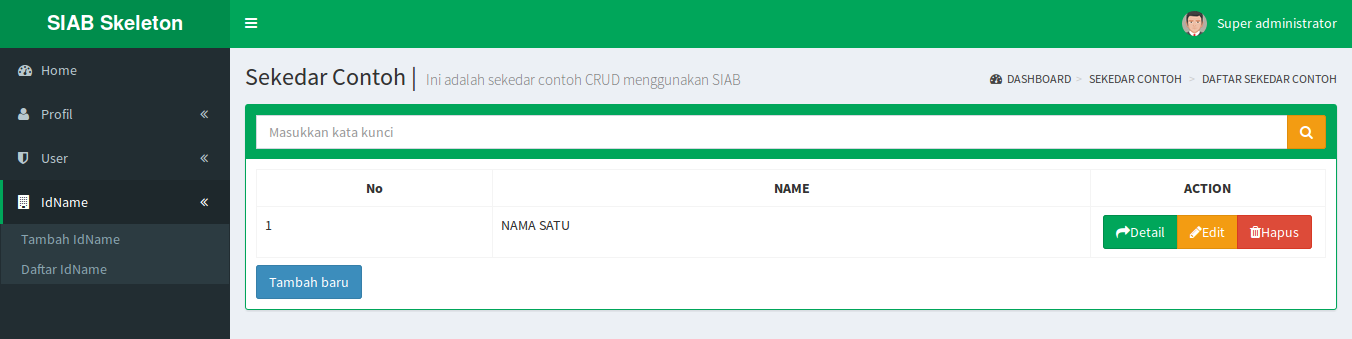 SIAB Skeleton
Super administrator
Home
Profil
User
IdName
Tambah IdName
Daftar IdName
Sekedar Contoh | Ini adalah sekedar contoh CRUD menggunakan SIAB
DASHBOARD > SEKEDAR CONTOH > DAFTAR SEKEDAR CONTOH
Masukkan kata kunci
No NAME ACTION
1 NAMA SATU Detail Edit Hapus
Tambah baru